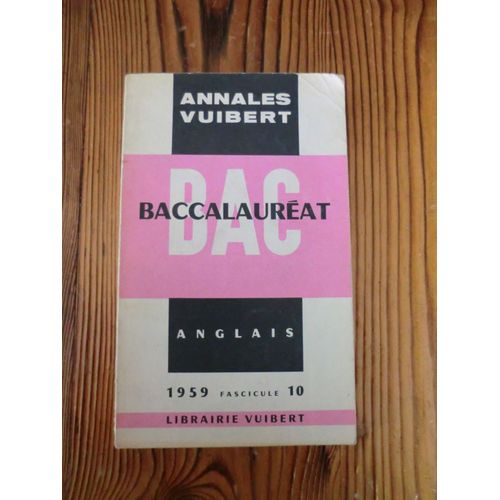 ANNALES
VUIBERT
BAC
BACCALAURÉAT
ANGLAIS
1959 FASCICULE 10
LIBRAIRIE VUIBERT